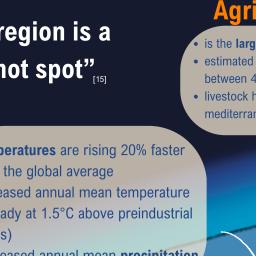 region is a
hot spot” [15]
Agri
• is the larg
• estimated
between 4
• livestock h
mediterran
peratures are rising 20% faster
the global average
eased annual mean temperature
ady at 1.5°C above preindustrial
s)
eased annual mean precipitation